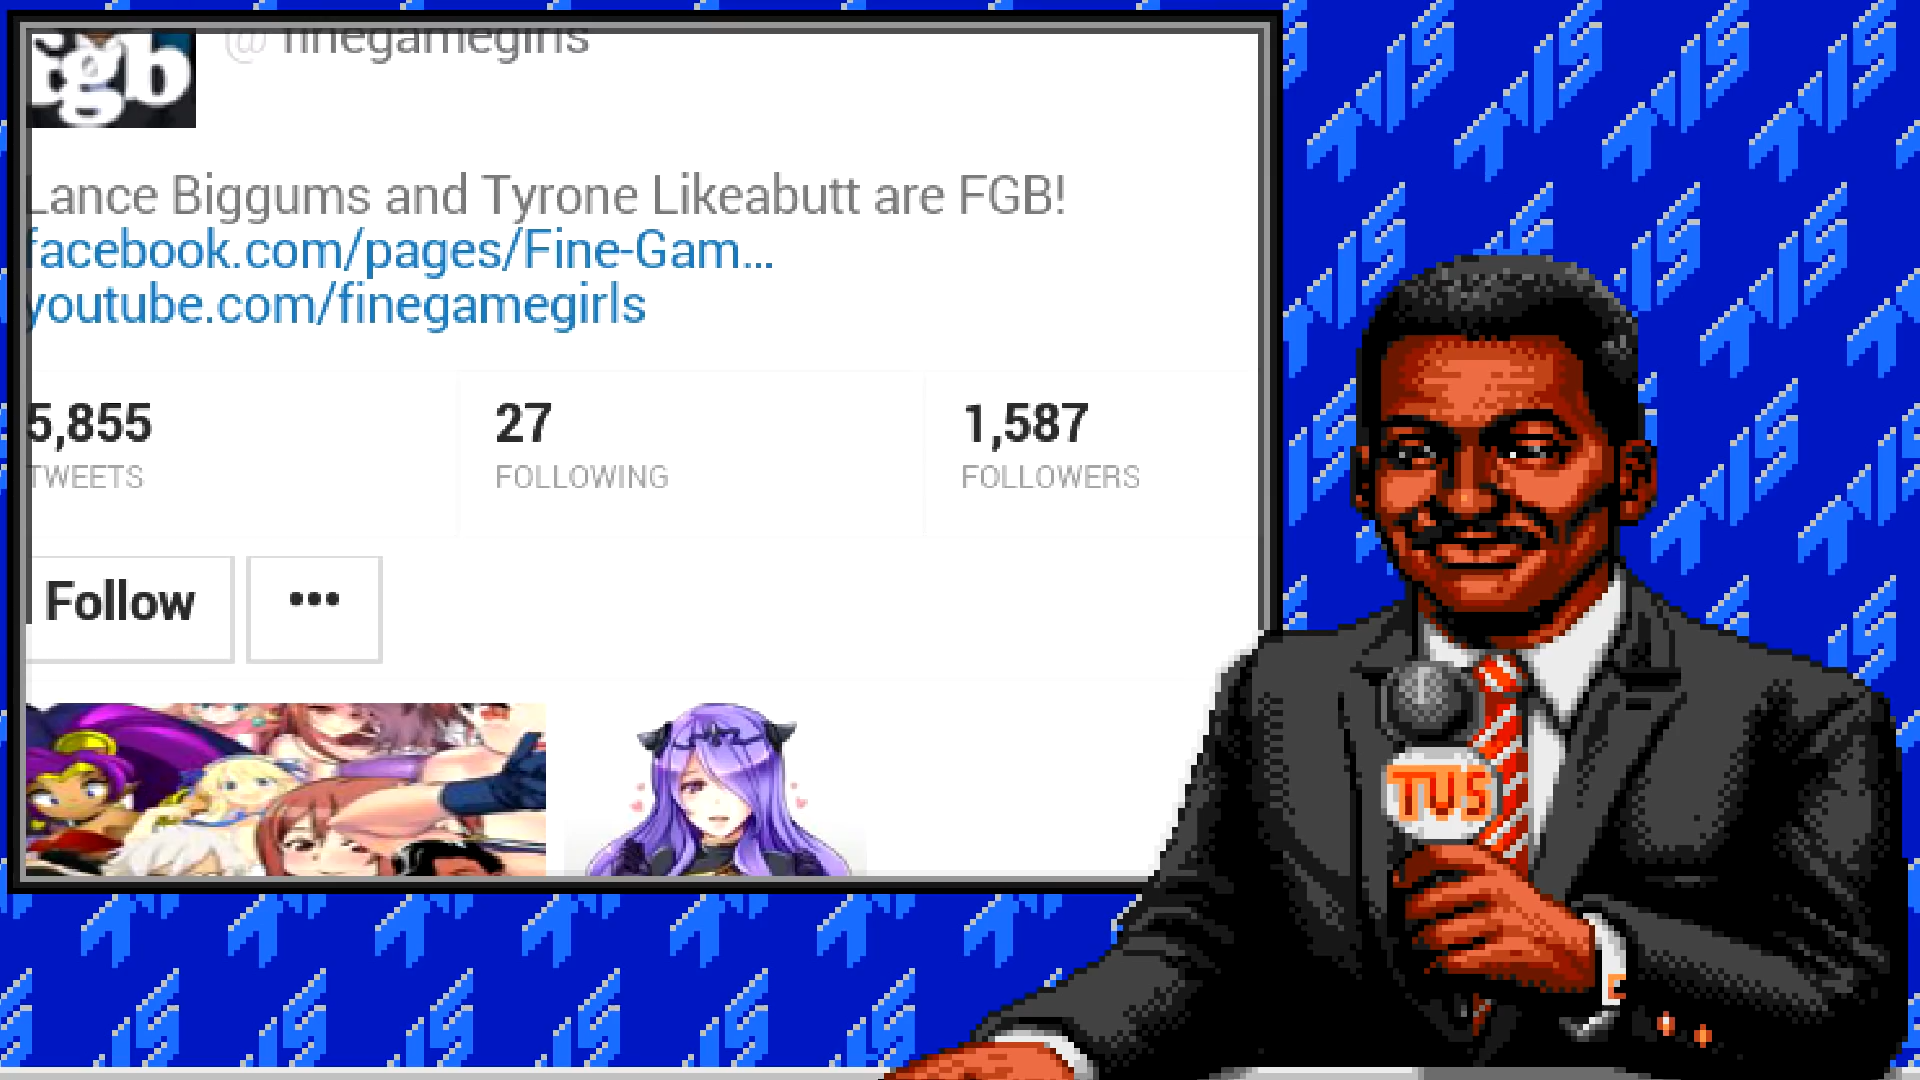 fgb
@finegamegirls
Lance Biggums and Tyrone Likeabutt are FGB!
facebook.com/pages/Fine-Gam...
youtube.com/finegamegirls
5,855
27
1,587
TWEETS
FOLLOWING
FOLLOWERS
Follow
•••
TVS